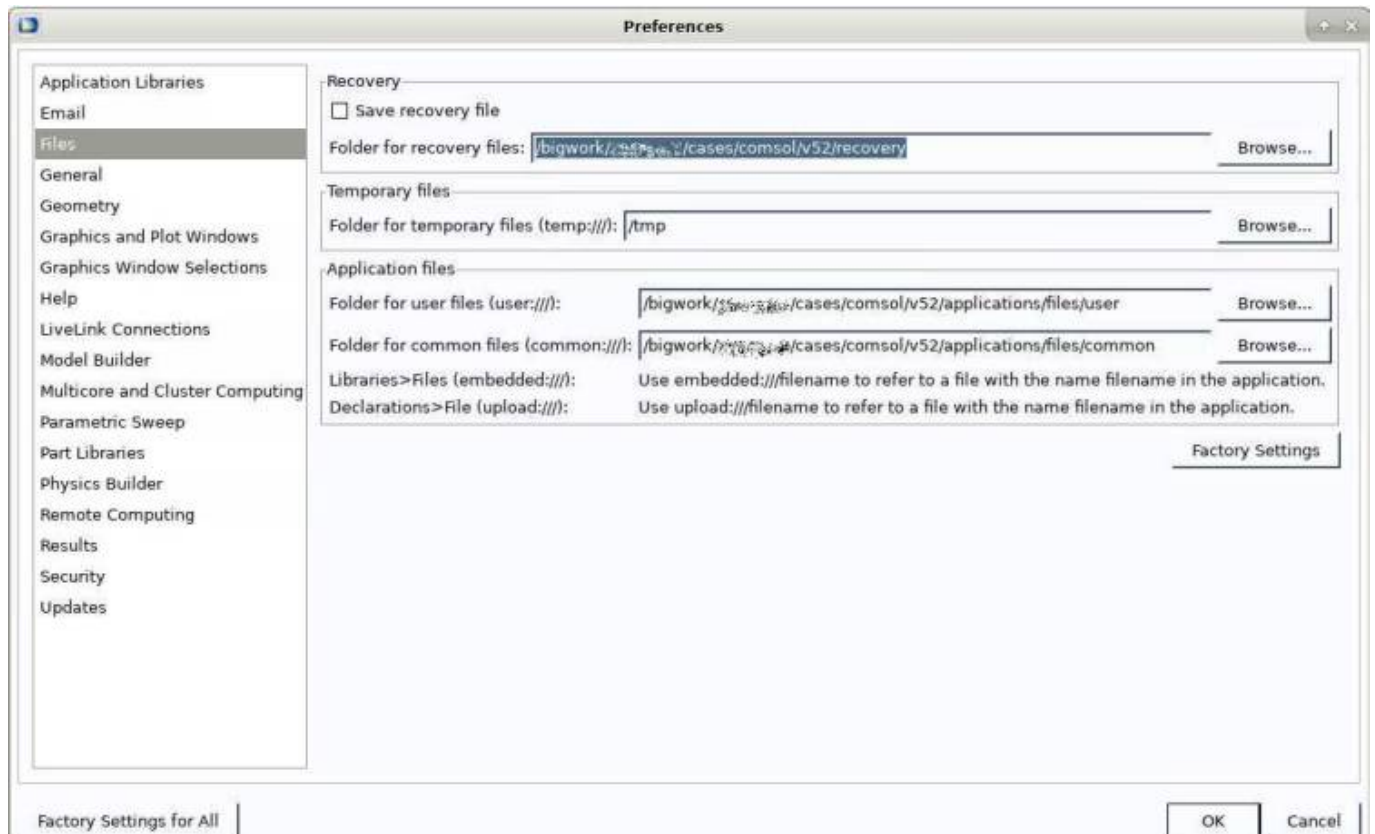 Preferences
Application Libraries
Email
Files
General
Geometry
Graphics and Plot Windows
Graphics Window Selections
Help
LiveLink Connections
Model Builder
Multicore and Cluster Computing
Parametric Sweep
Part Libraries
Physics Builder
Remote Computing
Results
Security
Updates
Recovery
Save recovery file
Folder for recovery files: /bigwork/ /cases/comsol/v52/recovery Browse...
Temporary files
Folder for temporary files (temp:///): /tmp Browse...
Application files
Folder for user files (user:///): /bigwork/ /cases/comsol/v52/applications/files/user Browse...
Folder for common files (common:///): /bigwork/ /cases/comsol/v52/applications/files/common Browse...
Libraries>Files (embedded:///): Use embedded:///filename to refer to a file with the name filename in the application.
Declarations>File (upload:///): Use upload:///filename to refer to a file with the name filename in the application.
Factory Settings
Factory Settings for All OK Cancel